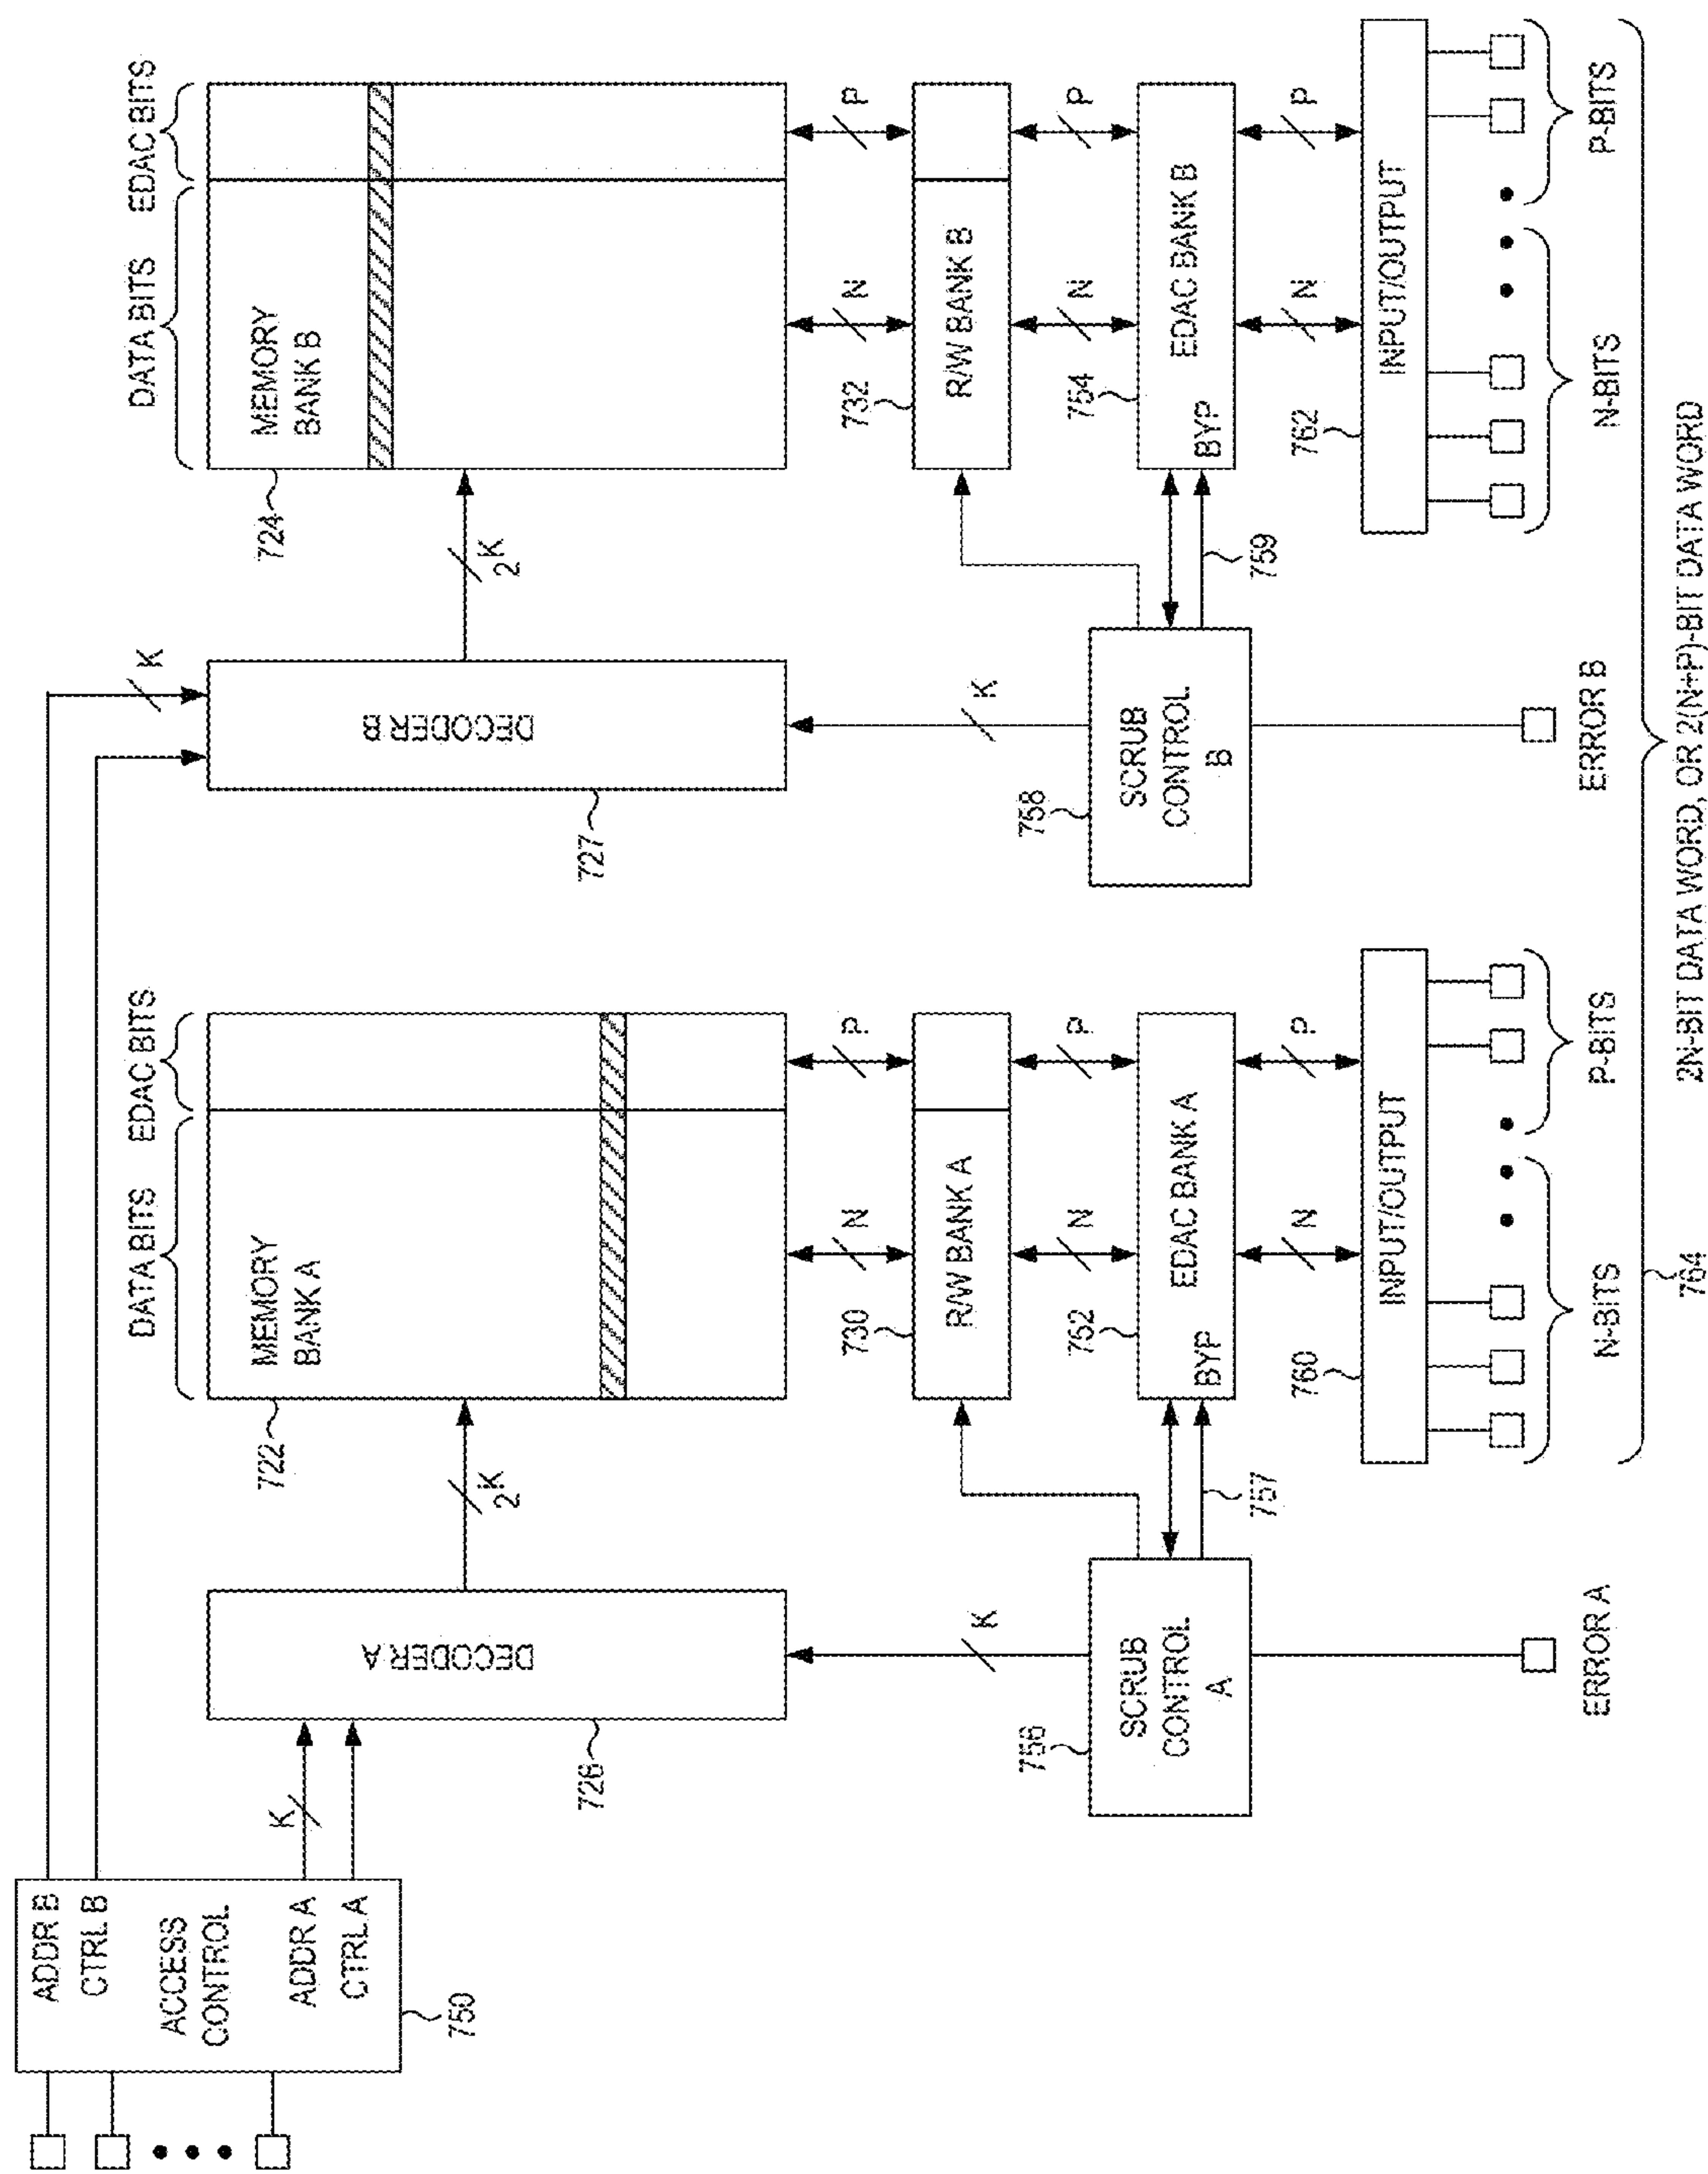 ADDR B
CTRL B
ACCESS
CONTROL
ADDR A
CTRL A
750
K
K
DECODER A
726
2K
DATA BITS
EDAC BITS
MEMORY
BANK A
722
DECODER B
727
2K
DATA BITS
EDAC BITS
MEMORY
BANK B
724
N
P
R/W BANK A
730
N
P
EDAC BANK A
BYP
752
N
P
INPUT/OUTPUT
760
N-BITS
P-BITS
K
SCRUB
CONTROL
A
756
757
ERROR A
N
P
R/W BANK B
732
N
P
EDAC BANK B
BYP
754
N
P
INPUT/OUTPUT
762
N-BITS
P-BITS
K
SCRUB
CONTROL
B
758
759
ERROR B
764
2N-BIT DATA WORD, OR 2(N+P)-BIT DATA WORD